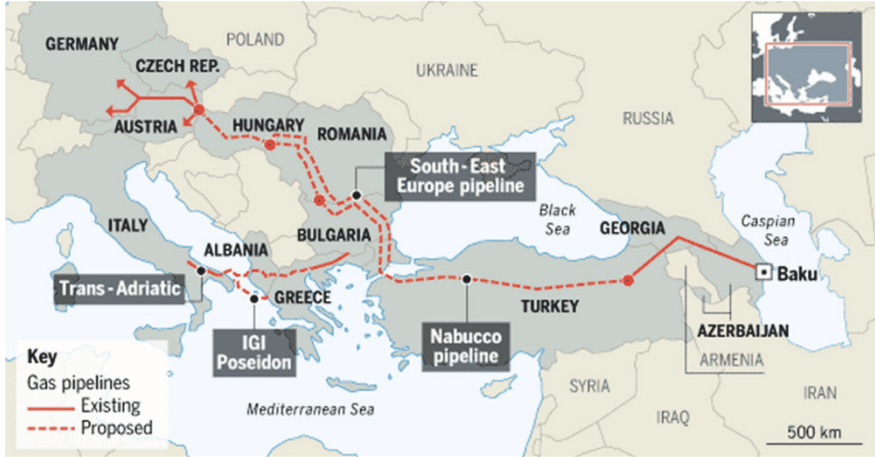 GERMANY
POLAND
CZECH REP.
UKRAINE
RUSSIA
AUSTRIA
HUNGARY
ROMANIA
South-East
Europe pipeline
Black
Sea
Caspian
Sea
GEORGIA
ITALY
ALBANIA
BULGARIA
Baku
Trans-Adriatic
GREECE
TURKEY
AZERBAIJAN
IGI
Poseidon
Nabucco
pipeline
ARMENIA
Key
Gas pipelines
Existing
Proposed
Mediterranean Sea
SYRIA
IRAQ
IRAN
500 km